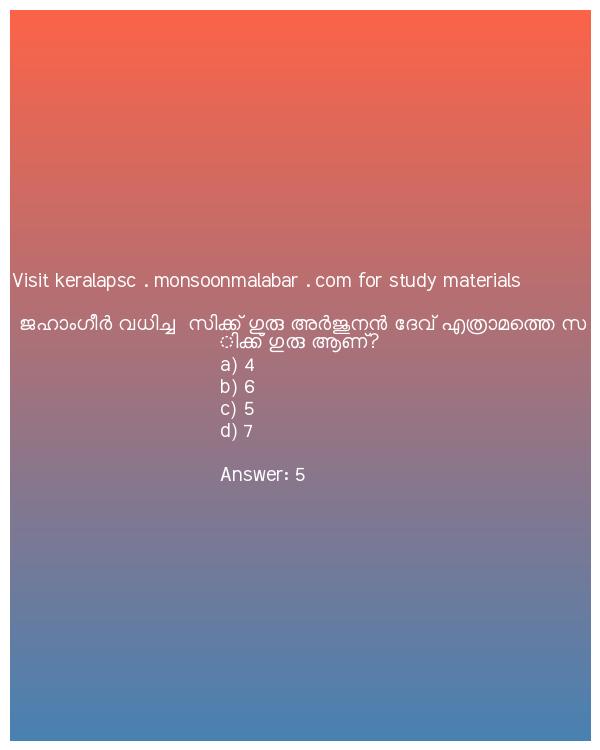 Visit keralapsc . monsoonmalabar . com for study materials
ജഹാംഗീർ വധിച്ച സിക്ക് ഗുരു അർജുനൻ ദേവ് എത്രാമത്തെ സ
ിക്ക് ഗുരു ആണ്?
a) 4
b) 6
c) 5
d) 7
Answer: 5